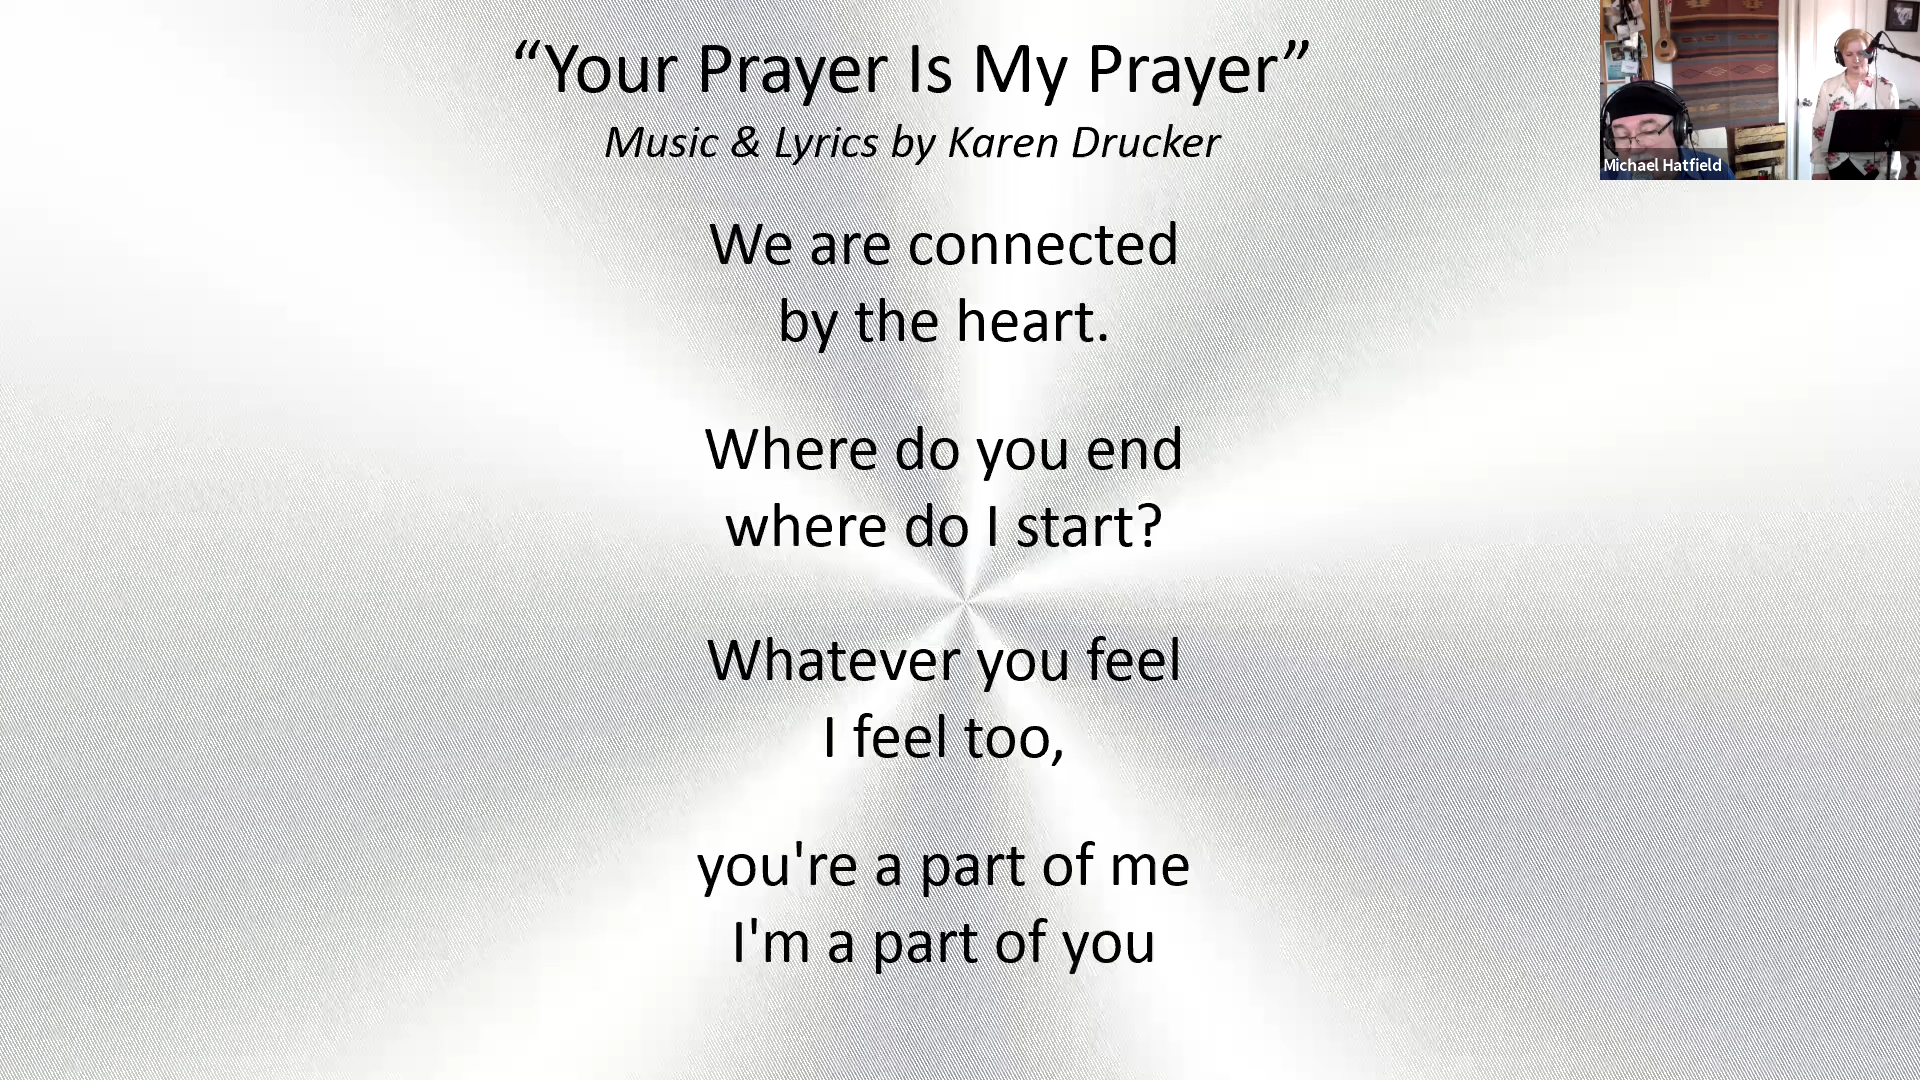 “Your Prayer Is My Prayer”
Music & Lyrics by Karen Drucker
We are connected
by the heart.
Where do you end
where do I start?
Whatever you feel
I feel too,
you're a part of me
I'm a part of you
Michael Hatfield